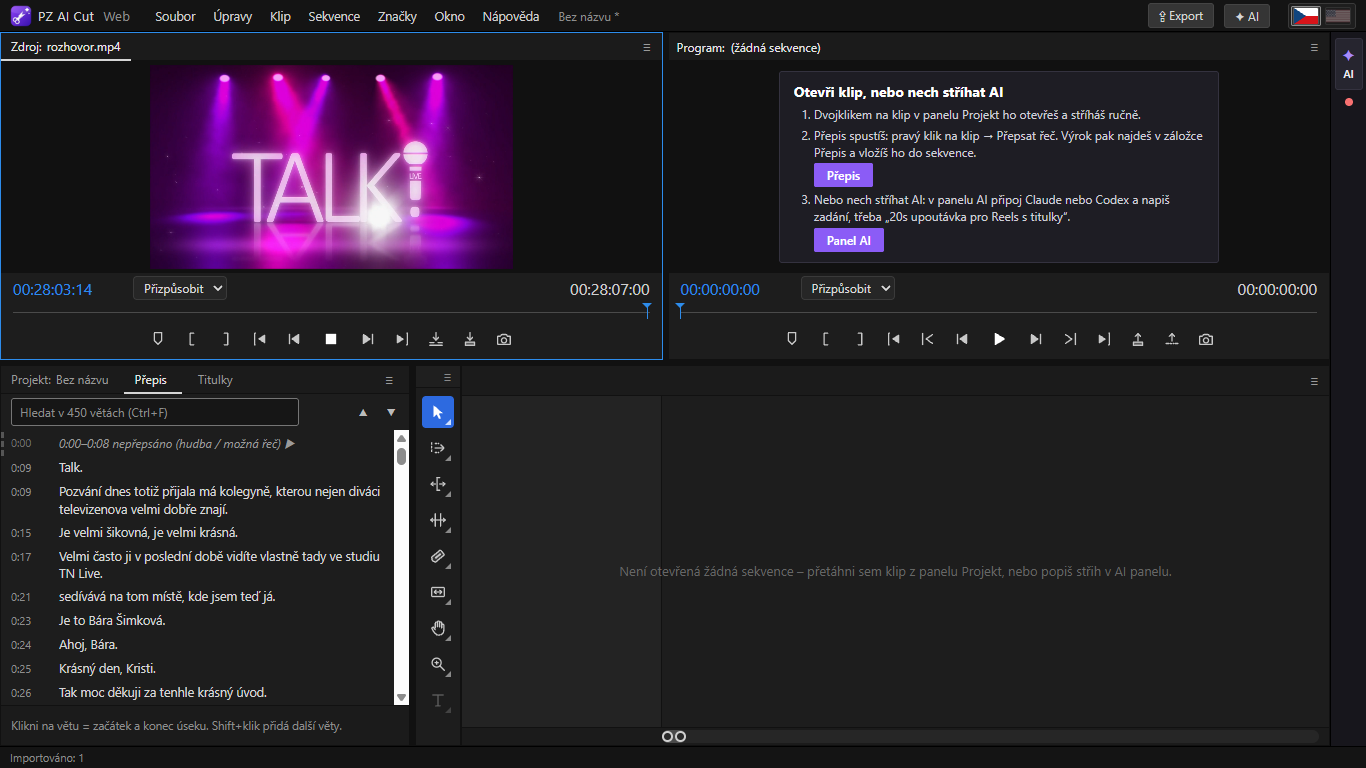 PZ AI Cut Web Soubor Úpravy Klip Sekvence Značky Okno Nápověda Bez názvu * Export AI
Zdroj: rozhovor.mp4
TALK
LIVE
00:28:03:14 Přizpůsobit 00:28:07:00
Program: (žádná sekvence)
Otevři klip, nebo nech stříhat AI
1. Dvojklikem na klip v panelu Projekt ho otevřeš a stříháš ručně.
2. Přepis spustíš: pravý klik na klip → Přepsat řeč. Výrok pak najdeš v záložce
Přepis a vložíš ho do sekvence.
Přepis
3. Nebo nech stříhat AI: v panelu AI připoj Claude nebo Codex a napiš
zadání, třeba „20s upoutávka pro Reels s titulky“.
Panel AI
00:00:00:00 Přizpůsobit 00:00:00:00
AI
Projekt: Bez názvu Přepis Titulky
Hledat v 450 větách (Ctrl+F)
0:00 0:00–0:08 nepřepsáno (hudba / možná řeč)
0:09 Talk.
0:09 Pozvání dnes totiž přijala má kolegyně, kterou nejen diváci
televizenova velmi dobře znají.
0:15 Je velmi šikovná, je velmi krásná.
0:17 Velmi často ji v poslední době vidíte vlastně tady ve studiu
TN Live.
0:21 sedívává na tom místě, kde jsem teď já.
0:23 Je to Bára Šimková.
0:24 Ahoj, Bára.
0:25 Krásný den, Kristi.
0:26 Tak moc děkuji za tenhle krásný úvod.
Klikni na větu = začátek a konec úseku. Shift+klik přidá další věty.
Není otevřená žádná sekvence – přetáhni sem klip z panelu Projekt, nebo popiš střih v AI panelu.
Importováno: 1